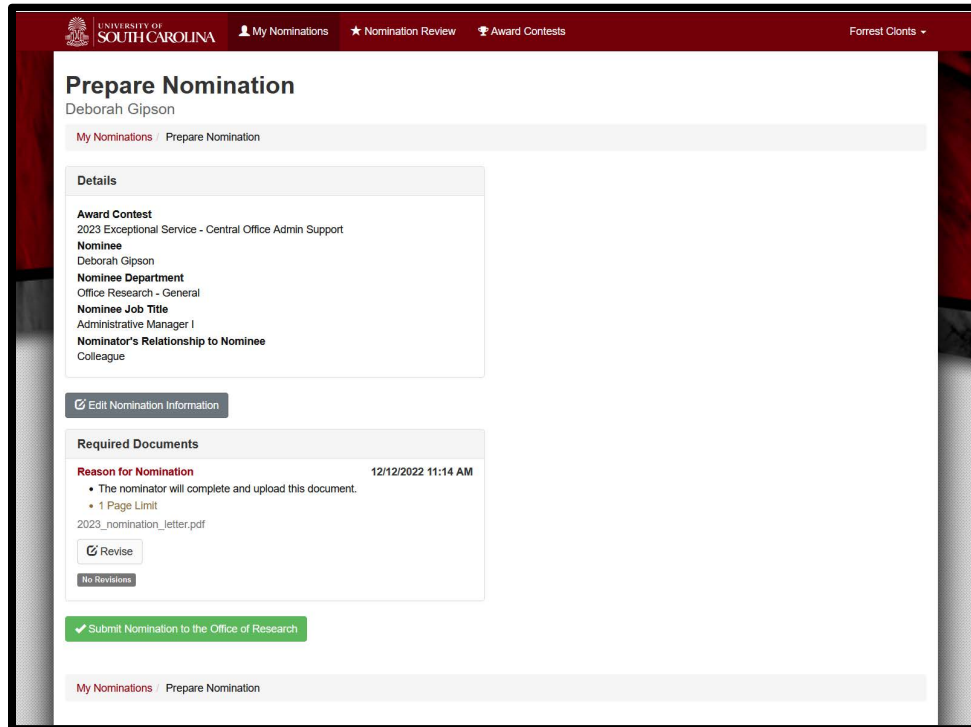 UNIVERSITY OF
SOUTH CAROLINA
My Nominations
Nomination Review
Award Contests
Forrest Clonts
Prepare Nomination
Deborah Gipson
My Nominations / Prepare Nomination
Details
Award Contest
2023 Exceptional Service - Central Office Admin Support
Nominee
Deborah Gipson
Nominee Department
Office Research - General
Nominee Job Title
Administrative Manager I
Nominator's Relationship to Nominee
Colleague
Edit Nomination Information
Required Documents
Reason for Nomination 12/12/2022 11:14 AM
• The nominator will complete and upload this document.
• 1 Page Limit
2023_nomination_letter.pdf
Revise
No Revisions
Submit Nomination to the Office of Research
My Nominations / Prepare Nomination